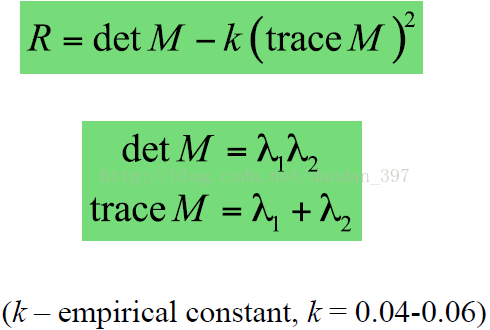 R = det M − k (trace M)²
det M = λ₁λ₂
trace M = λ₁ + λ₂
(k – empirical constant, k = 0.04-0.06)